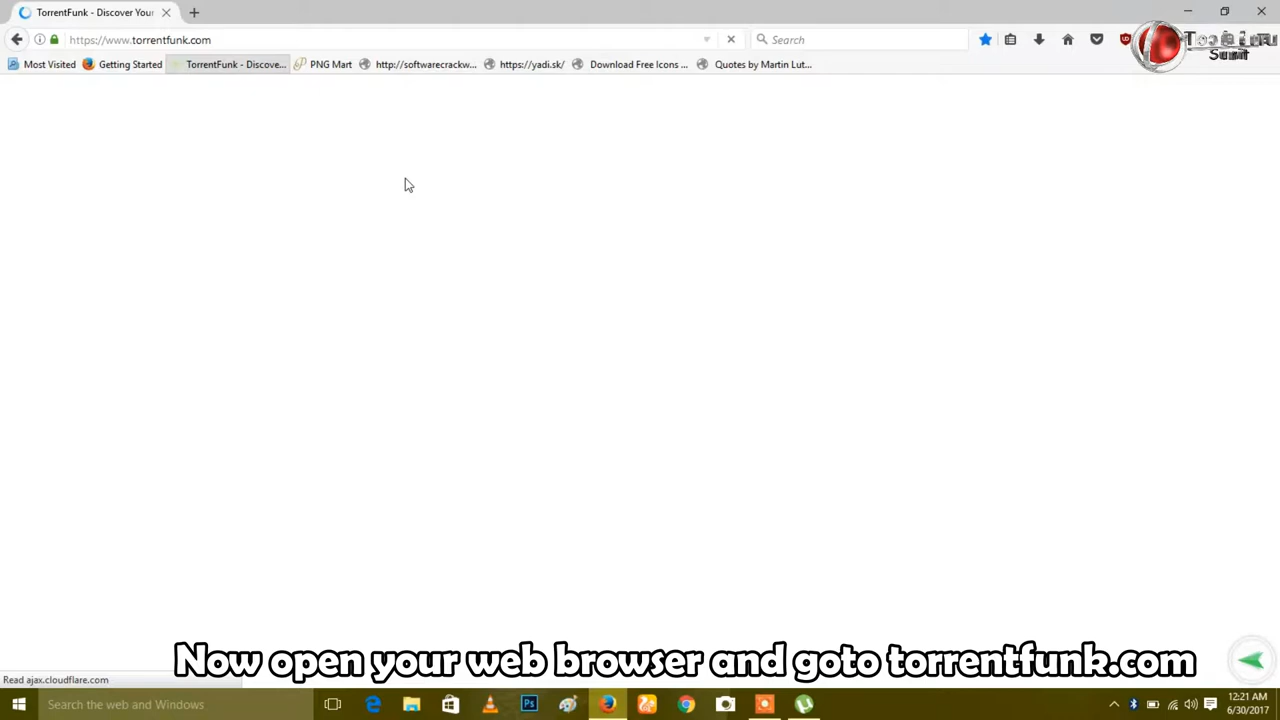 TorrentFunk - Discover Your
https://www.torrentfunk.com
Search
Most Visited
Getting Started
TorrentFunk - Discove...
PNG Mart
http://softwarecrackw...
https://yadi.sk/
Download Free Icons ...
Quotes by Martin Lut...
Sumit
Now open your web browser and goto torrentfunk.com
Read ajax.cloudflare.com
Search the web and Windows
12:21 AM
6/30/2017